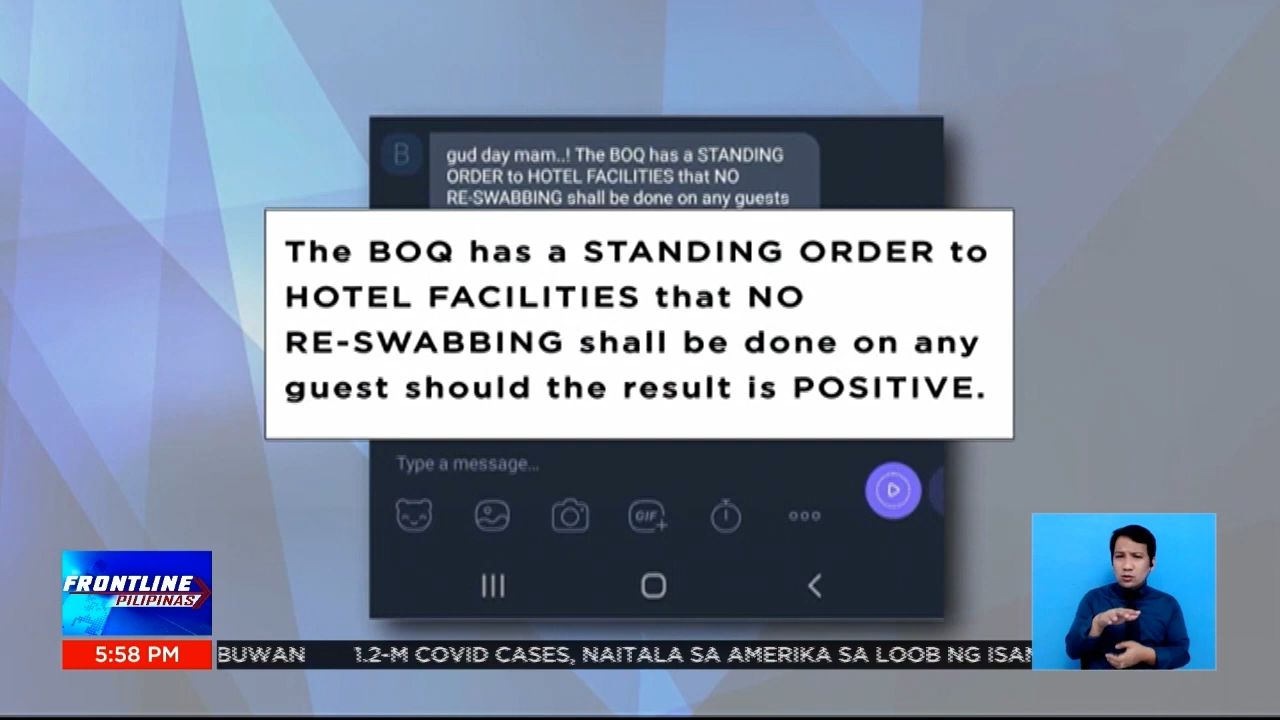 B
gud day mam..! The BOQ has a STANDING
ORDER to HOTEL FACILITIES that NO
RE-SWABBING shall be done on any guests
The BOQ has a STANDING ORDER to
HOTEL FACILITIES that NO
RE-SWABBING shall be done on any
guest should the result is POSITIVE.
Type a message...
GIF
FRONTLINE
PILIPINAS
5:58 PM
BUWAN 1.2-M COVID CASES, NAITALA SA AMERIKA SA LOOB NG ISAN